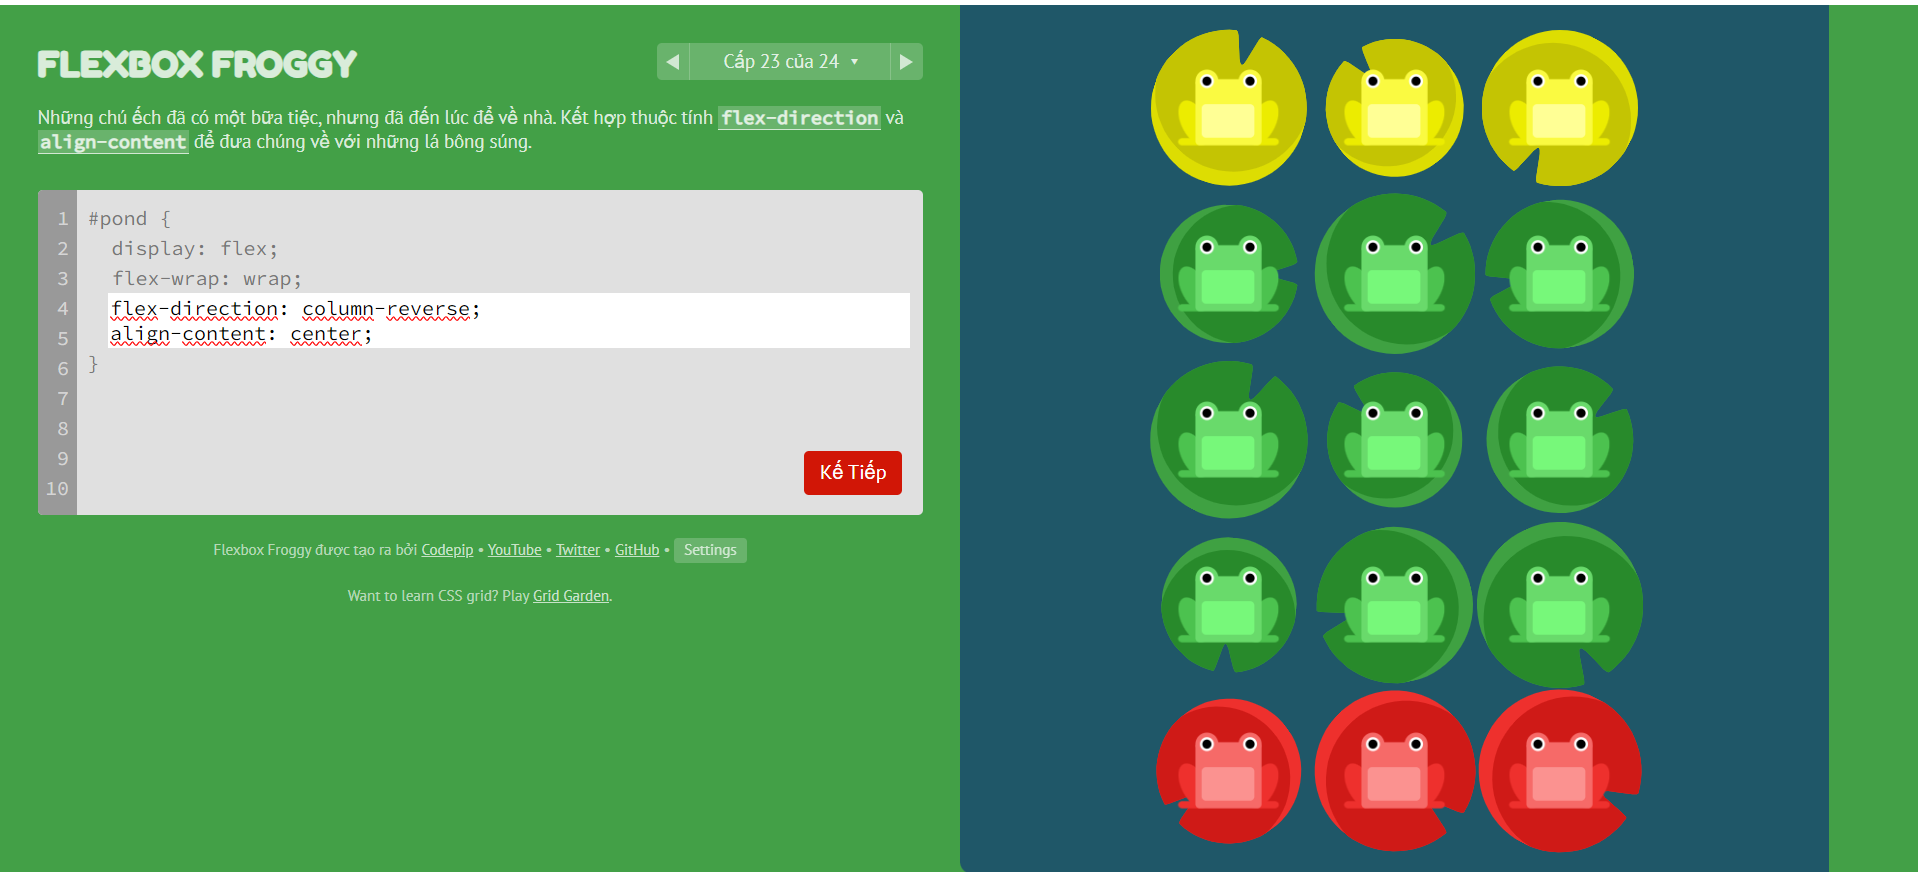 FLEXBOX FROGGY
◀ Cấp 23 của 24 ▼ ▶
Những chú ếch đã có một bữa tiệc, nhưng đã đến lúc để về nhà. Kết hợp thuộc tính flex-direction và
align-content để đưa chúng về với những lá bông súng.
1 #pond {
2 display: flex;
3 flex-wrap: wrap;
4 flex-direction: column-reverse;
5 align-content: center;
6 }
7
8
9
10
Kế Tiếp
Flexbox Froggy được tạo ra bởi Codepip • YouTube • Twitter • GitHub • Settings
Want to learn CSS grid? Play Grid Garden.